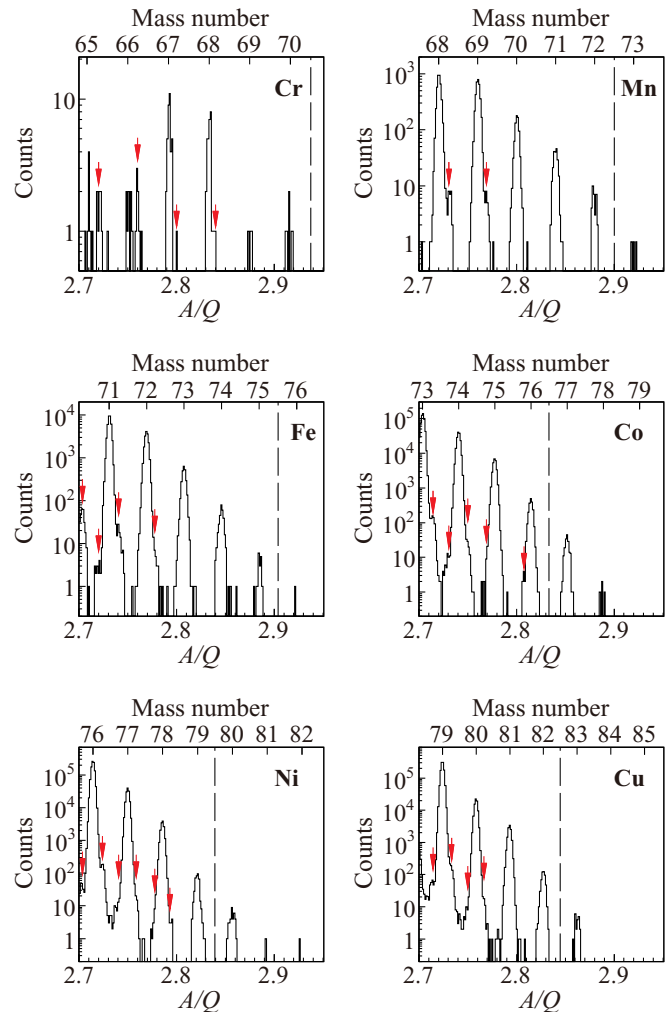 Mass number
65 66 67 68 69 70
Cr
10
1
Counts
2.7 2.8 2.9
A/Q
Mass number
68 69 70 71 72 73
Mn
10³
10²
10
1
Counts
2.7 2.8 2.9
A/Q
Mass number
71 72 73 74 75 76
Fe
10⁴
10³
10²
10
1
Counts
2.7 2.8 2.9
A/Q
Mass number
73 74 75 76 77 78 79
Co
10⁵
10⁴
10³
10²
10
1
Counts
2.7 2.8 2.9
A/Q
Mass number
76 77 78 79 80 81 82
Ni
10⁵
10⁴
10³
10²
10
1
Counts
2.7 2.8 2.9
A/Q
Mass number
79 80 81 82 83 84 85
Cu
10⁵
10⁴
10³
10²
10
1
Counts
2.7 2.8 2.9
A/Q